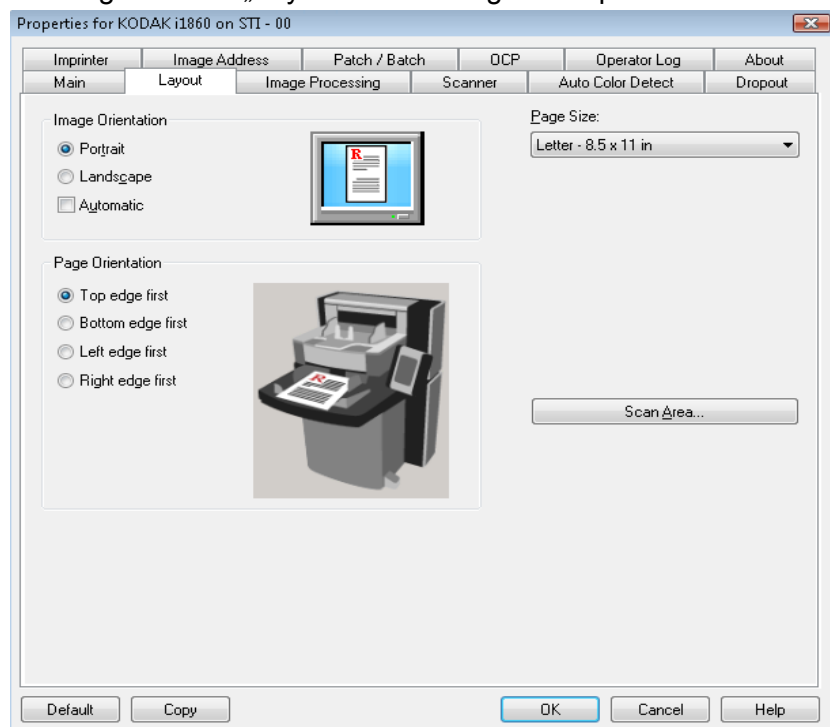 Properties for KODAK i1860 on STI - 00
Imprinter Image Address Patch / Batch OCP Operator Log About
Main Layout Image Processing Scanner Auto Color Detect Dropout
Image Orientation
Portrait
Landscape
Automatic
R
Page Size:
Letter - 8.5 x 11 in
Page Orientation
Top edge first
Bottom edge first
Left edge first
Right edge first
R
Scan Area...
Default Copy OK Cancel Help